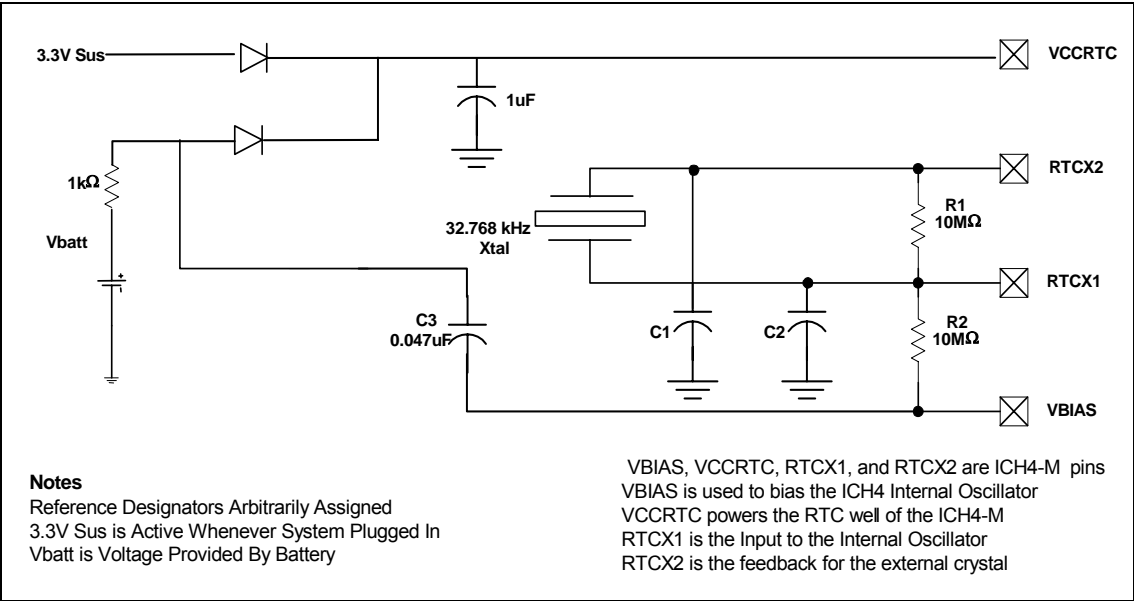 3.3V Sus
VCCRTC
1uF
1kΩ
RTCX2
R1
10MΩ
32.768 kHz
Xtal
Vbatt
+
-
RTCX1
C3
0.047uF
C1
C2
R2
10MΩ
VBIAS
Notes
Reference Designators Arbitrarily Assigned
3.3V Sus is Active Whenever System Plugged In
Vbatt is Voltage Provided By Battery
VBIAS, VCCRTC, RTCX1, and RTCX2 are ICH4-M pins
VBIAS is used to bias the ICH4 Internal Oscillator
VCCRTC powers the RTC well of the ICH4-M
RTCX1 is the Input to the Internal Oscillator
RTCX2 is the feedback for the external crystal